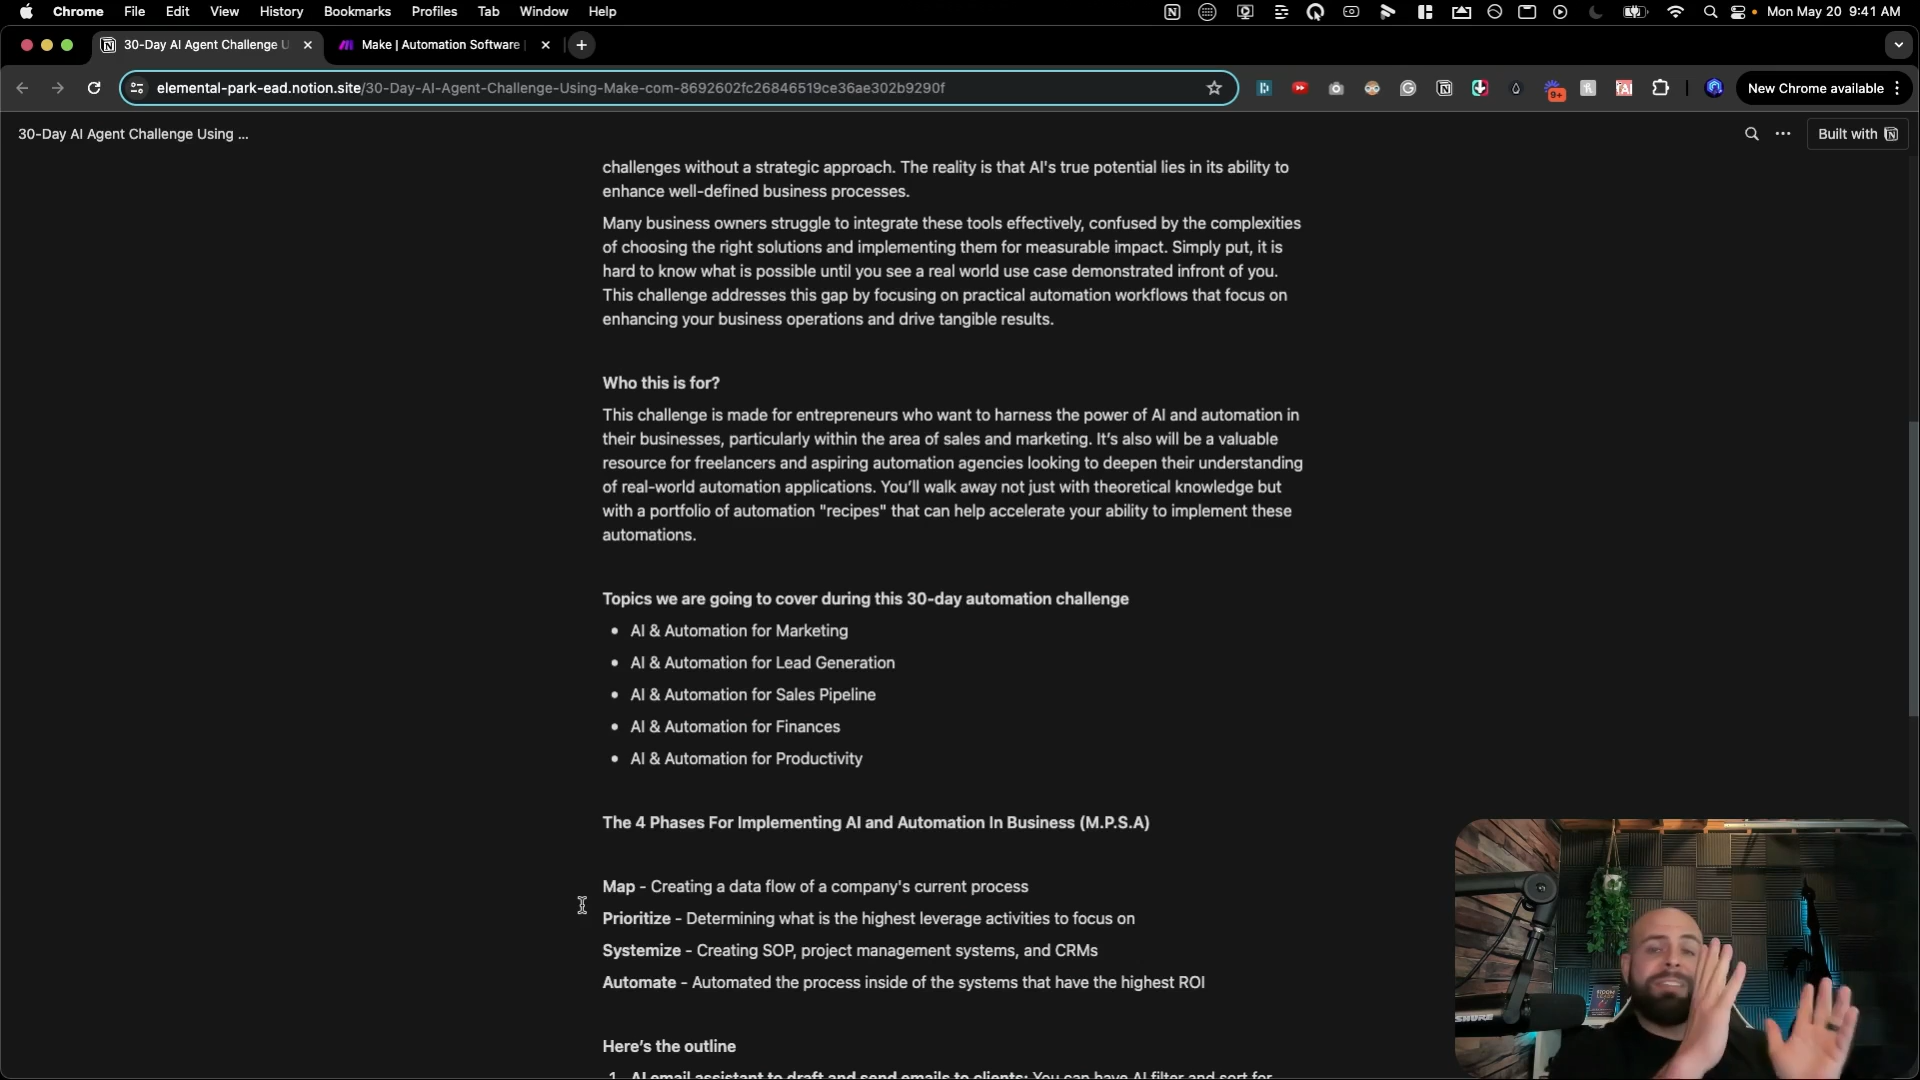 Chrome File Edit View History Bookmarks Profiles Tab Window Help Mon May 20 9:41 AM
30-Day AI Agent Challenge U Make | Automation Software
elemental-park-ead.notion.site/30-Day-AI-Agent-Challenge-Using-Make-com-8692602fc26846519ce36ae302b9290f 9+ New Chrome available
30-Day AI Agent Challenge Using ... Built with
challenges without a strategic approach. The reality is that AI's true potential lies in its ability to
enhance well-defined business processes.
Many business owners struggle to integrate these tools effectively, confused by the complexities
of choosing the right solutions and implementing them for measurable impact. Simply put, it is
hard to know what is possible until you see a real world use case demonstrated infront of you.
This challenge addresses this gap by focusing on practical automation workflows that focus on
enhancing your business operations and drive tangible results.
Who this is for?
This challenge is made for entrepreneurs who want to harness the power of AI and automation in
their businesses, particularly within the area of sales and marketing. It’s also will be a valuable
resource for freelancers and aspiring automation agencies looking to deepen their understanding
of real-world automation applications. You’ll walk away not just with theoretical knowledge but
with a portfolio of automation "recipes" that can help accelerate your ability to implement these
automations.
Topics we are going to cover during this 30-day automation challenge
• AI & Automation for Marketing
• AI & Automation for Lead Generation
• AI & Automation for Sales Pipeline
• AI & Automation for Finances
• AI & Automation for Productivity
The 4 Phases For Implementing AI and Automation In Business (M.P.S.A)
Map - Creating a data flow of a company's current process
Prioritize - Determining what is the highest leverage activities to focus on
Systemize - Creating SOP, project management systems, and CRMs
Automate - Automated the process inside of the systems that have the highest ROI
Here’s the outline
1. AI email assistant to draft and send emails to clients: You can have AI filter and sort for
SHURE